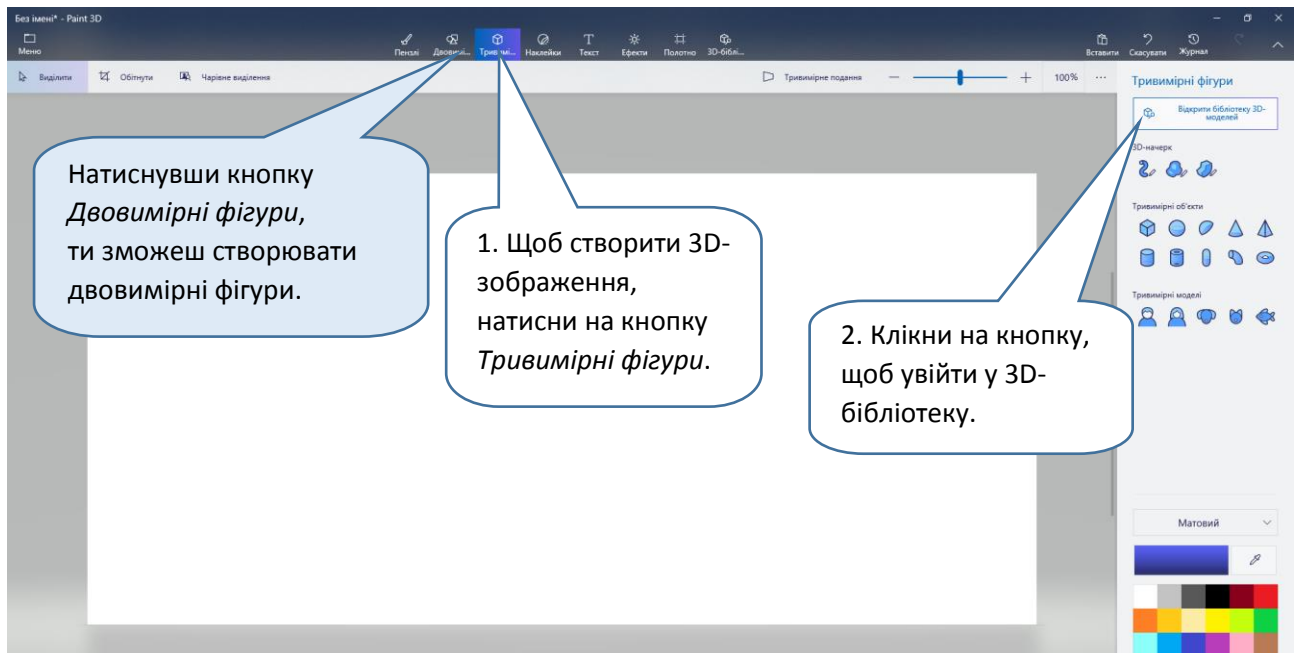 Без імені* - Paint 3D
Меню
Пензлі
Двовимі...
Тривимі...
Наклейки
Текст
Ефекти
Полотно
3D-біблі...
Вставити
Скасувати
Журнал
Виділити
Обітнути
Чарівне виділення
Тривимірне подання
100%
Тривимірні фігури
Відкрити бібліотеку 3D-
моделей
3D-начерк
Тривимірні об'єкти
Тривимірні моделі
Матовий
Натиснувши кнопку
Двовимірні фігури,
ти зможеш створювати
двовимірні фігури.
1. Щоб створити 3D-
зображення,
натисни на кнопку
Тривимірні фігури.
2. Клікни на кнопку,
щоб увійти у 3D-
бібліотеку.